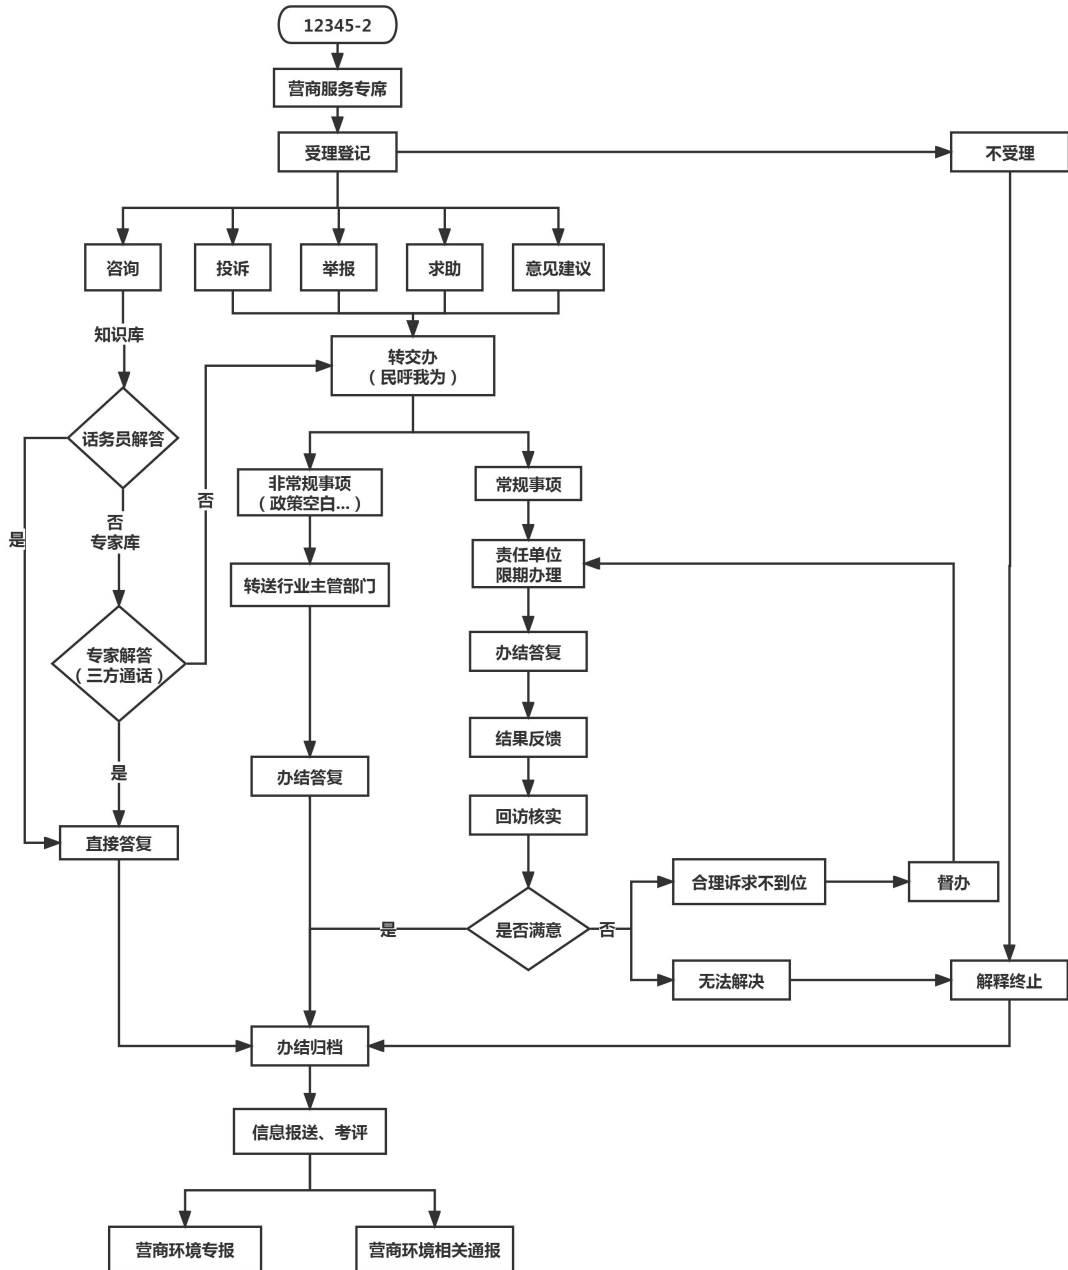 12345-2
营商服务专席
受理登记
不受理
咨询
投诉
举报
求助
意见建议
知识库
转交办
（民呼我为）
话务员解答
非常规事项
（政策空白...）
常规事项
否
是
否
专家库
责任单位
限期办理
转送行业主管部门
专家解答
（三方通话）
办结答复
结果反馈
是
办结答复
回访核实
直接答复
合理诉求不到位
督办
是
是否满意
否
无法解决
解释终止
办结归档
信息报送、考评
营商环境专报
营商环境相关通报